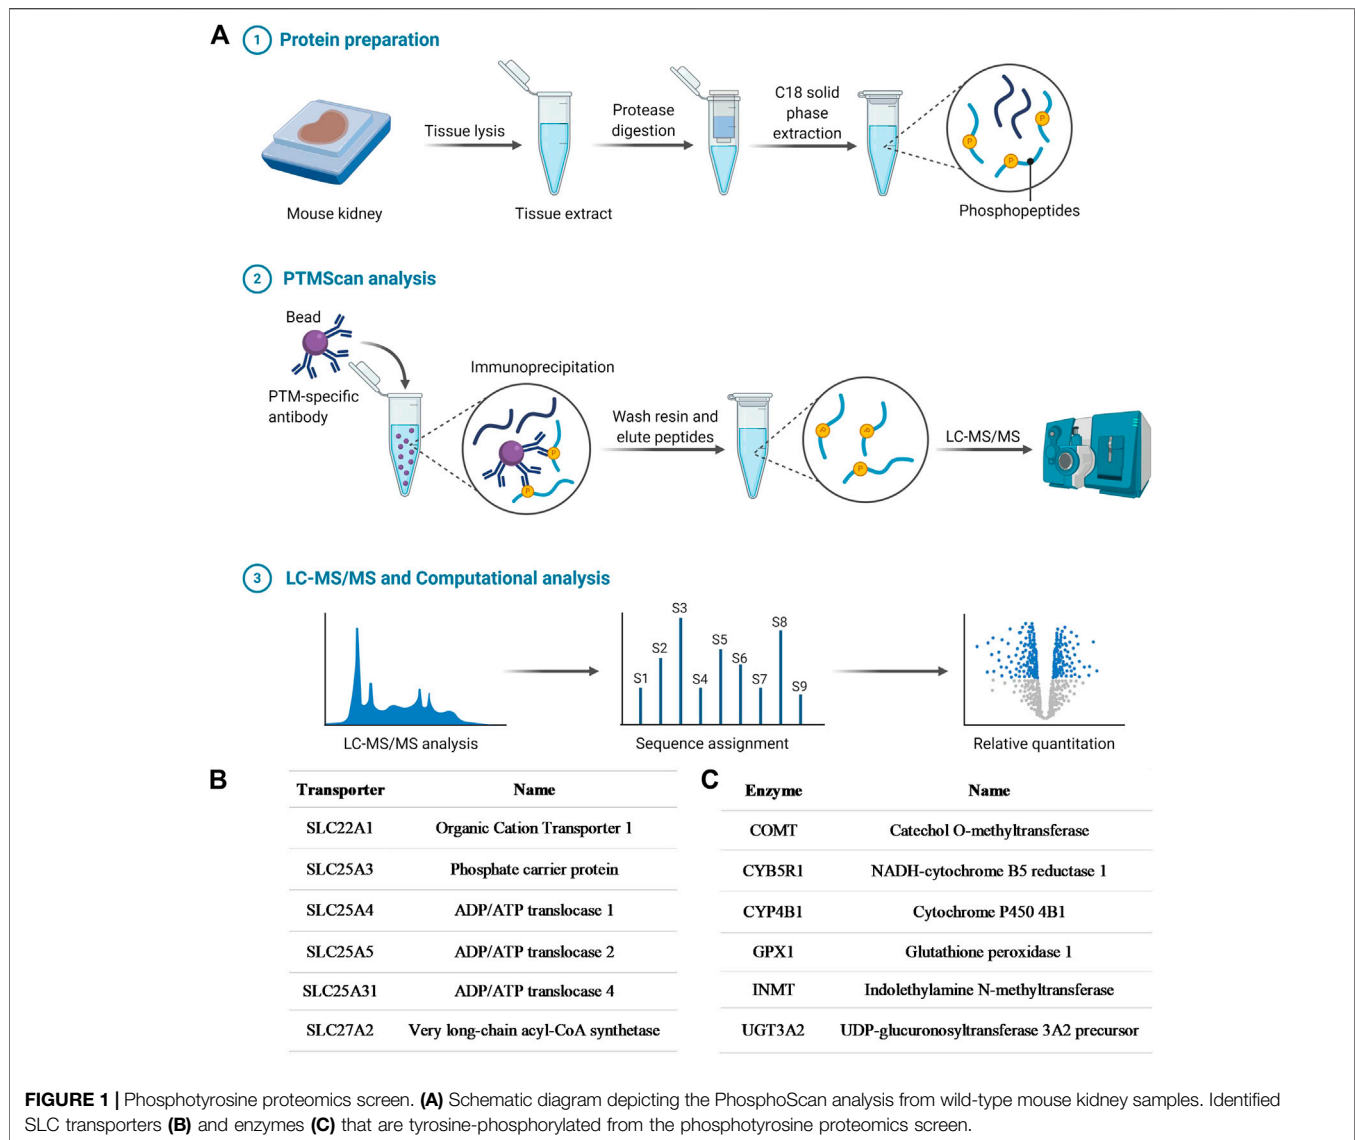 A
1 Protein preparation
Tissue lysis
Protease
digestion
C18 solid
phase
extraction
P
P
P
Mouse kidney
Tissue extract
Phosphopeptides
2 PTMScan analysis
Bead
PTM-specific
antibody
Immunoprecipitation
P
P
Wash resin and
elute peptides
P
P
P
LC-MS/MS
3 LC-MS/MS and Computational analysis
S1
S2
S3
S4
S5
S6
S7
S8
S9
LC-MS/MS analysis
Sequence assignment
Relative quantitation
B
Transporter Name
SLC22A1 Organic Cation Transporter 1
SLC25A3 Phosphate carrier protein
SLC25A4 ADP/ATP translocase 1
SLC25A5 ADP/ATP translocase 2
SLC25A31 ADP/ATP translocase 4
SLC27A2 Very long-chain acyl-CoA synthetase
C
Enzyme Name
COMT Catechol O-methyltransferase
CYB5R1 NADH-cytochrome B5 reductase 1
CYP4B1 Cytochrome P450 4B1
GPX1 Glutathione peroxidase 1
INMT Indolethylamine N-methyltransferase
UGT3A2 UDP-glucuronosyltransferase 3A2 precursor
FIGURE 1 | Phosphotyrosine proteomics screen. (A) Schematic diagram depicting the PhosphoScan analysis from wild-type mouse kidney samples. Identified
SLC transporters (B) and enzymes (C) that are tyrosine-phosphorylated from the phosphotyrosine proteomics screen.